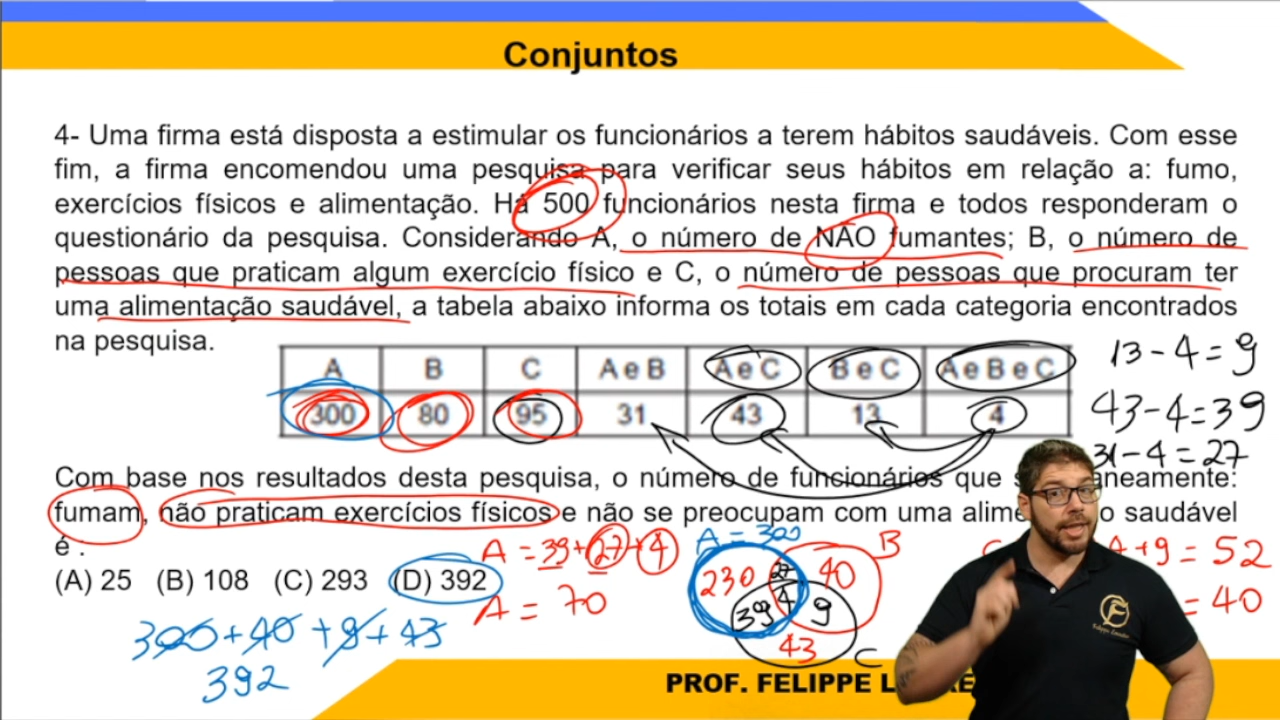 Conjuntos
4- Uma firma está disposta a estimular os funcionários a terem hábitos saudáveis. Com esse
fim, a firma encomendou uma pesquisa para verificar seus hábitos em relação a: fumo,
exercícios físicos e alimentação. Há 500 funcionários nesta firma e todos responderam o
questionário da pesquisa. Considerando A, o número de NÃO fumantes; B, o número de
pessoas que praticam algum exercício físico e C, o número de pessoas que procuram ter
uma alimentação saudável, a tabela abaixo informa os totais em cada categoria encontrados
na pesquisa.
A B C A e B A e C B e C A e B e C
300 80 95 31 43 13 4
13 - 4 = 9
43 - 4 = 39
31 - 4 = 27
Com base nos resultados desta pesquisa, o número de funcionários que
fumam, não praticam exercícios físicos e não se preocupam com uma saudável
é .
(A) 25 (B) 108 (C) 293 (D) 392
A = 39 + 27 + 4
A = 70
300 + 40 + 9 + 43
392
A = 300
B
230 27 40
4
39 9
43
C
+ 9 = 52
= 40
PROF. FELIPPE